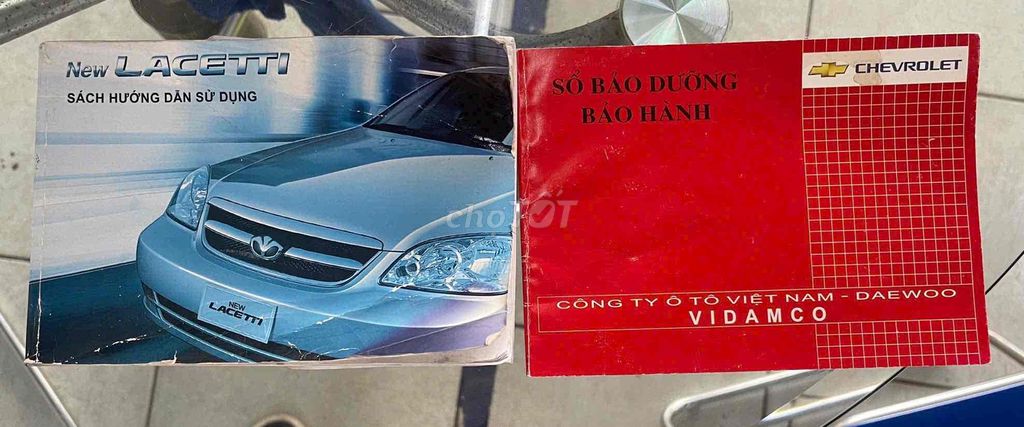 New LACETTI
SÁCH HƯỚNG DẪN SỬ DỤNG
NEW
LACETTI
SỔ BẢO DƯỠNG
BẢO HÀNH
CHEVROLET
CÔNG TY Ô TÔ VIỆT NAM - DAEWOO
VIDAMCO
choTỐT